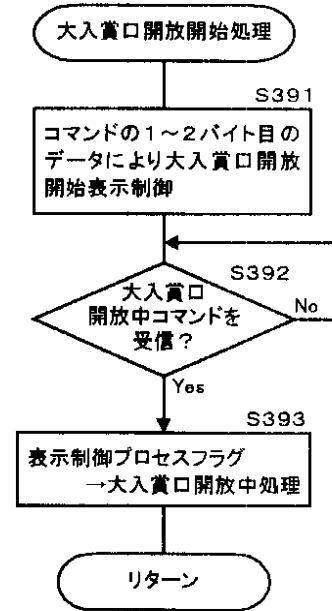 大入賞口開放開始処理
S391
コマンドの1～2バイト目の
データにより大入賞口開放
開始表示制御
S392
大入賞口
開放中コマンドを
受信?
No
Yes
S393
表示制御プロセスフラグ
→大入賞口開放中処理
リターン